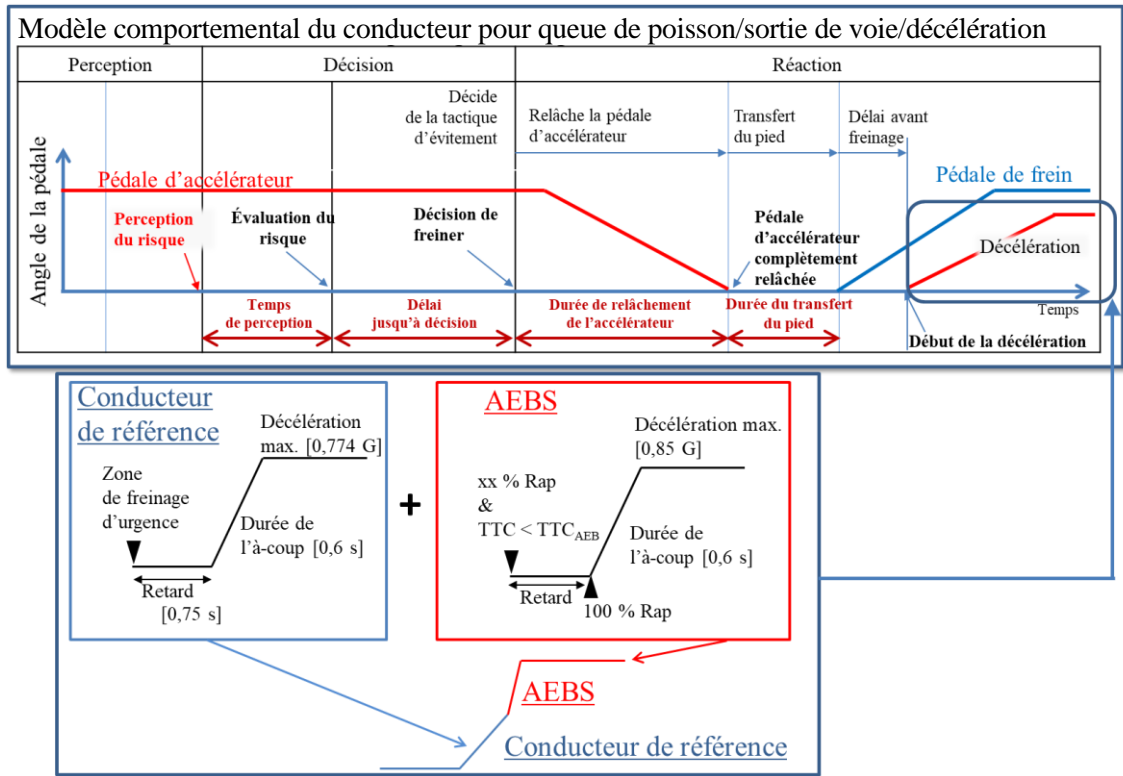 Modèle comportemental du conducteur pour queue de poisson/sortie de voie/décélération
Perception
Décision
Réaction
Décide
de la tactique
d'évitement
Relâche la pédale
d'accélérateur
Transfert
du pied
Délai avant
freinage
Angle de la pédale
Pédale d'accélérateur
Pédale de frein
Perception
du risque
Évaluation du
risque
Décision de
freiner
Pédale
d'accélérateur
complètement
relâchée
Décélération
Temps
Temps
de perception
Délai
jusqu'à décision
Durée de relâchement
de l'accélérateur
Durée du transfert
du pied
Début de la décélération
Conducteur
de référence
Décélération
max. [0,774 G]
Zone
de freinage
d'urgence
Durée de
l'à-coup [0,6 s]
Retard
[0,75 s]
+
AEBS
Décélération max.
[0,85 G]
xx % Rap
&
TTC < TTCAEB
Durée de
l'à-coup [0,6 s]
Retard
100 % Rap
AEBS
Conducteur de référence